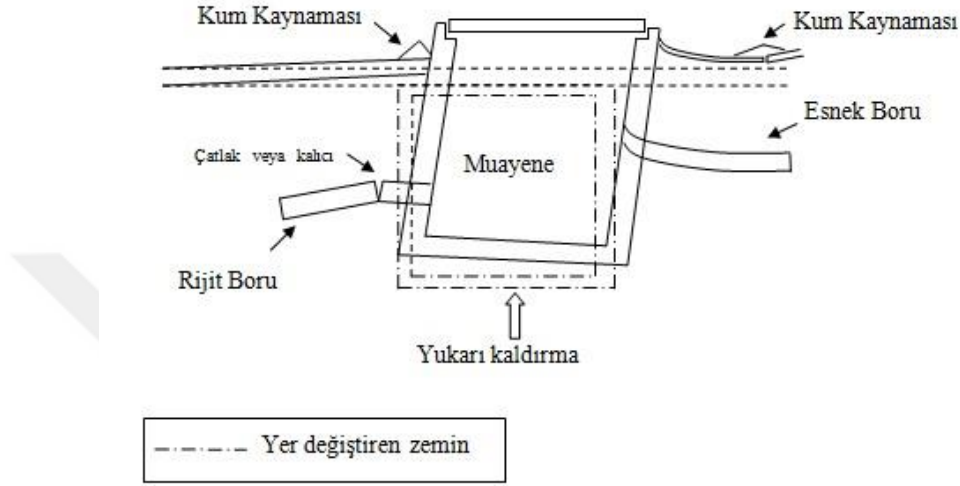 Kum Kaynaması
Kum Kaynaması
Esnek Boru
Çatlak veya kalıcı
Muayene
Rijit Boru
Yukarı kaldırma
Yer değiştiren zemin